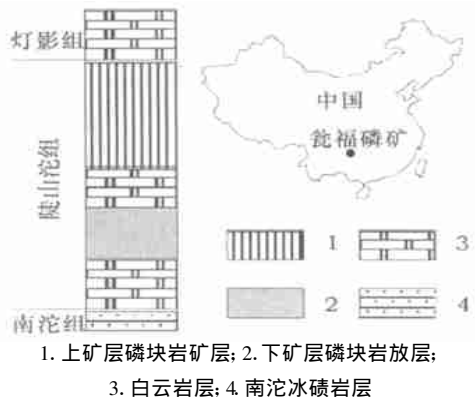 灯影组
陡山沱组
南沱组
中国
瓮福磷矿
1
3
2
4
1. 上矿层磷块岩矿层; 2. 下矿层磷块岩放层;
3. 白云岩层; 4. 南沱冰碛岩层